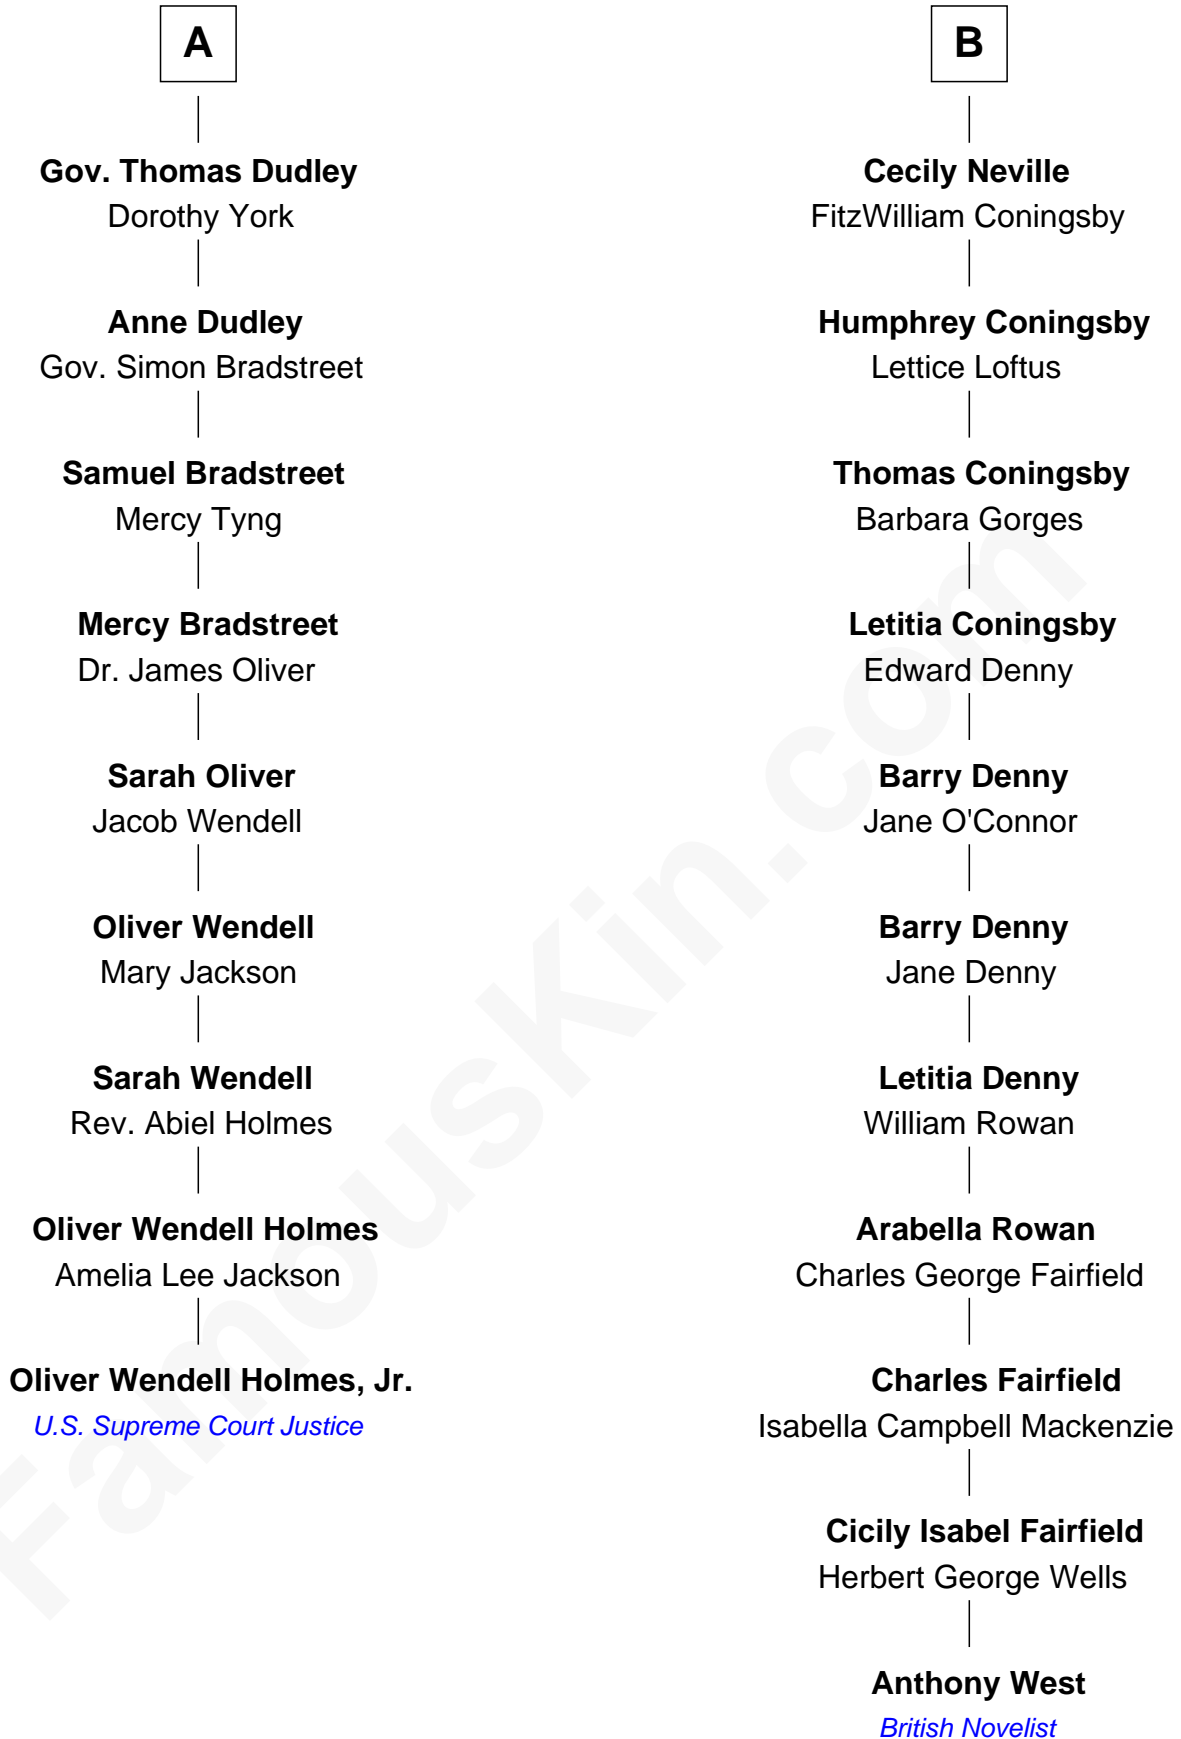 A
Gov. Thomas Dudley
Dorothy York
Anne Dudley
Gov. Simon Bradstreet
Samuel Bradstreet
Mercy Tyng
Mercy Bradstreet
Dr. James Oliver
Sarah Oliver
Jacob Wendell
Oliver Wendell
Mary Jackson
Sarah Wendell
Rev. Abiel Holmes
Oliver Wendell Holmes
Amelia Lee Jackson
Oliver Wendell Holmes, Jr.
U.S. Supreme Court Justice
B
Cecily Neville
FitzWilliam Coningsby
Humphrey Coningsby
Lettice Loftus
Thomas Coningsby
Barbara Gorges
Letitia Coningsby
Edward Denny
Barry Denny
Jane O'Connor
Barry Denny
Jane Denny
Letitia Denny
William Rowan
Arabella Rowan
Charles George Fairfield
Charles Fairfield
Isabella Campbell Mackenzie
Cicily Isabel Fairfield
Herbert George Wells
Anthony West
British Novelist
FamousKin.com